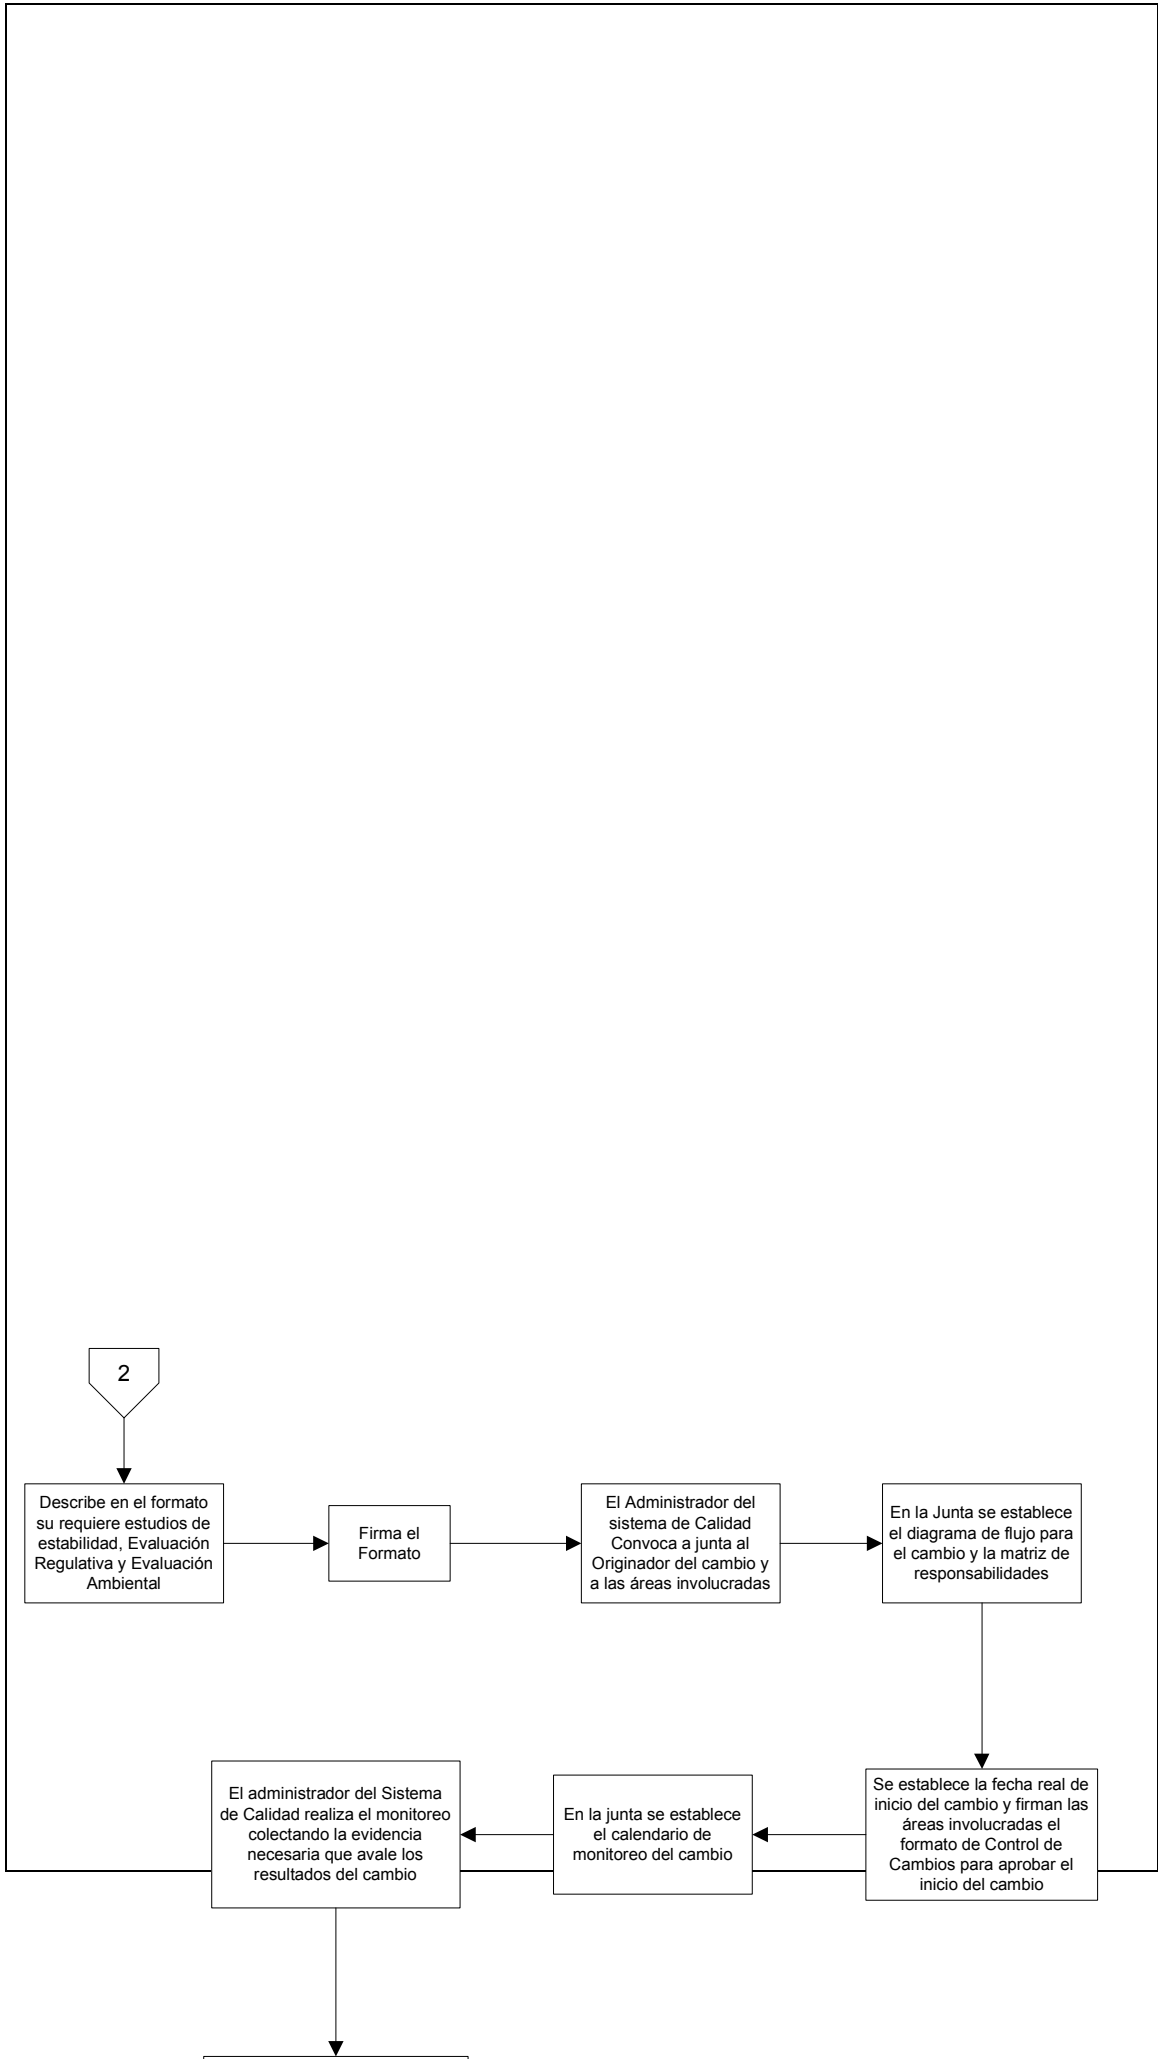 2
Describe en el formato
su requiere estudios de
estabilidad, Evaluación
Regulativa y Evaluación
Ambiental
Firma el
Formato
El Administrador del
sistema de Calidad
Convoca a junta al
Originador del cambio y
a las áreas involucradas
En la Junta se establece
el diagrama de flujo para
el cambio y la matriz de
responsabilidades
Se establece la fecha real de
inicio del cambio y firman las
áreas involucradas el
formato de Control de
Cambios para aprobar el
inicio del cambio
En la junta se establece
el calendario de
monitoreo del cambio
El administrador del Sistema
de Calidad realiza el monitoreo
colectando la evidencia
necesaria que avale los
resultados del cambio